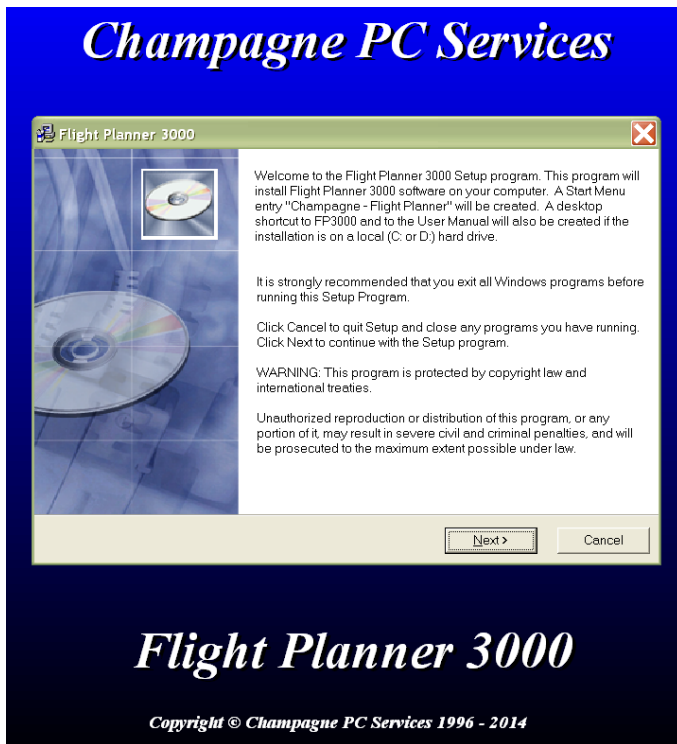 Champagne PC Services
Flight Planner 3000
Welcome to the Flight Planner 3000 Setup program. This program will
install Flight Planner 3000 software on your computer. A Start Menu
entry "Champagne - Flight Planner" will be created. A desktop
shortcut to FP3000 and to the User Manual will also be created if the
installation is on a local (C: or D:) hard drive.
It is strongly recommended that you exit all Windows programs before
running this Setup Program.
Click Cancel to quit Setup and close any programs you have running.
Click Next to continue with the Setup program.
WARNING: This program is protected by copyright law and
international treaties.
Unauthorized reproduction or distribution of this program, or any
portion of it, may result in severe civil and criminal penalties, and will
be prosecuted to the maximum extent possible under law.
Next > Cancel
Flight Planner 3000
Copyright © Champagne PC Services 1996 - 2014